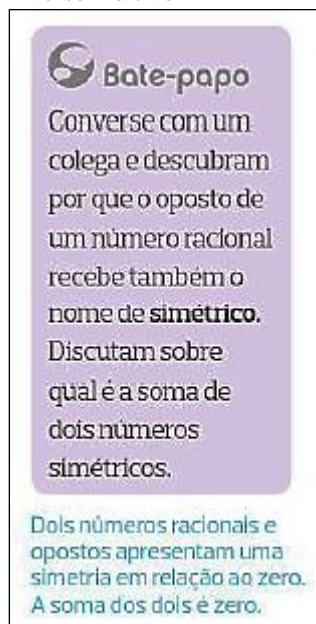 Bate-papo
Converse com um
colega e descubram
por que o oposto de
um número racional
recebe também o
nome de simétrico.
Discutam sobre
qual é a soma de
dois números
simétricos.
Dois números racionais e
opostos apresentam uma
simetria em relação ao zero.
A soma dos dois é zero.